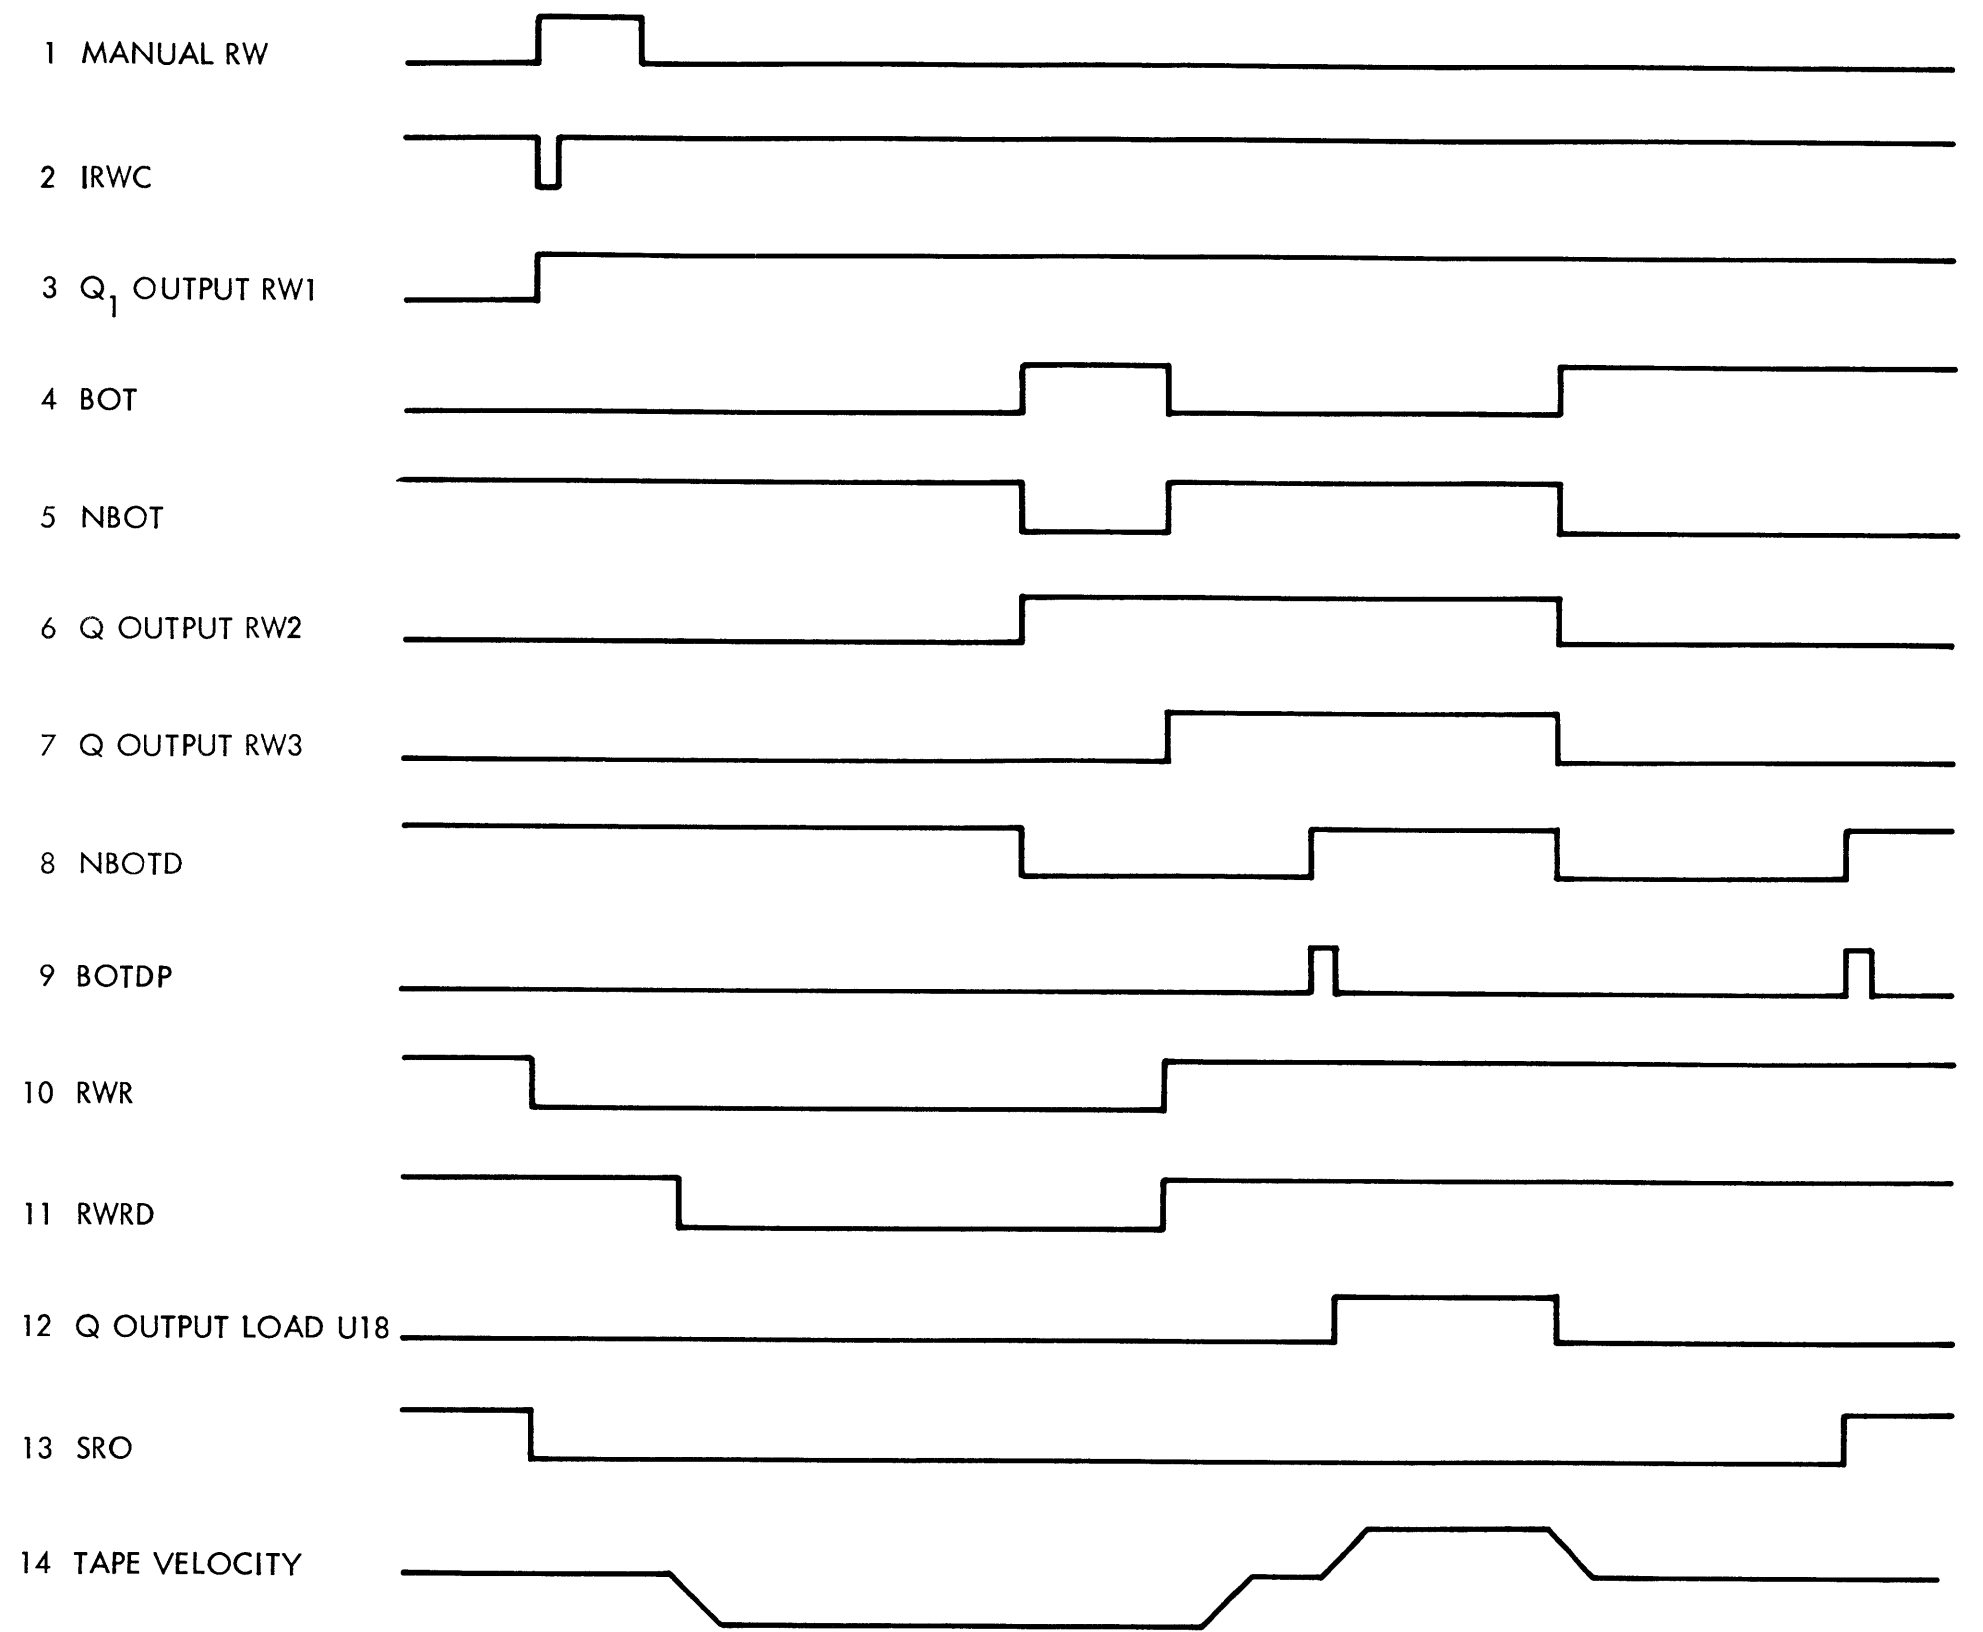 1 MANUAL RW
2 IRWC
3 Q1 OUTPUT RW1
4 BOT
5 NBOT
6 Q OUTPUT RW2
7 Q OUTPUT RW3
8 NBOTD
9 BOTDP
10 RWR
11 RWRD
12 Q OUTPUT LOAD U18
13 SRO
14 TAPE VELOCITY